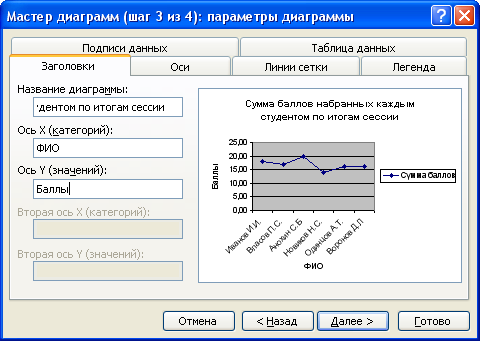 Мастер диаграмм (шаг 3 из 4): параметры диаграммы
Подписи данных
Таблица данных
Заголовки
Оси
Линии сетки
Легенда
Название диаграммы:
дентом по итогам сессии
Ось X (категорий):
ФИО
Ось Y (значений):
Баллы
Вторая ось X (категорий):
Вторая ось Y (значений):
Сумма баллов набранных каждым
студентом по итогам сессии
25,00
20,00
15,00
10,00
5,00
0,00
Баллы
Иванов И.И.
Власов П.С.
Анохин С.Б
Новиков Н.С.
Одинцов А.Т.
Воронов Д.Л
ФИО
Сумма баллов
Отмена
< Назад
Далее >
Готово